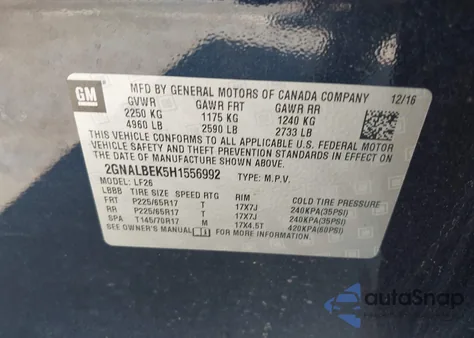 GM
MFD BY GENERAL MOTORS OF CANADA COMPANY 12/16
GVWR GAWR FRT GAWR RR
2250 KG 1175 KG 1240 KG
4960 LB 2590 LB 2733 LB
THIS VEHICLE CONFORMS TO ALL APPLICABLE U.S. FEDERAL MOTOR
VEHICLE SAFETY, BUMPER, AND THEFT PREVENTION STANDARDS IN
EFFECT ON THE DATE OF MANUFACTURE SHOWN ABOVE.
2GNALBEK5H1556992 TYPE: M.P.V.
MODEL: LF26
LBBB TIRE SIZE SPEED RTG RIM COLD TIRE PRESSURE
FRT P225/65R17 T 17X7J 240KPA(35PSI)
RR P225/65R17 T 17X7J 240KPA(35PSI)
SPA T145/70R17 M 17X4.5T 420KPA(60PSI)
SEE OWNER'S MANUAL FOR ADDITIONAL INFORMATION.
autoSnap